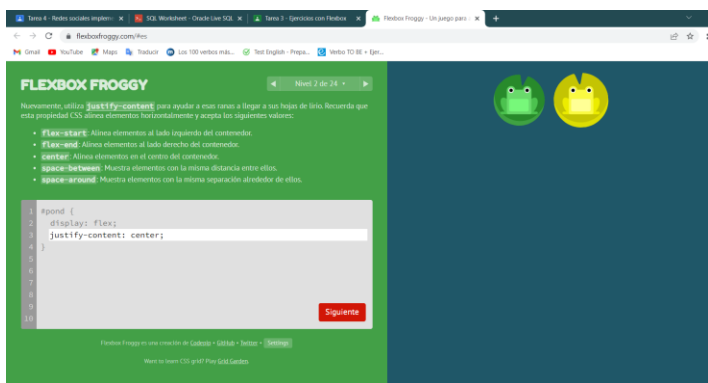 Tarea 4 - Redes sociales implem
SQL Worksheet - Oracle Live SQL
Tarea 3 - Ejercicios con Flexbox
Flexbox Froggy - Un juego para
flexboxfroggy.com/#es
Gmail YouTube Maps Traducir Los 100 verbos más... Test English - Prepa... Verbo TO BE + Ejer...
FLEXBOX FROGGY
Nivel 2 de 24
Nuevamente, utiliza justify-content para ayudar a esas ranas a llegar a sus hojas de lirio. Recuerda que
esta propiedad CSS alinea elementos horizontalmente y acepta los siguientes valores:
• flex-start: Alinea elementos al lado izquierdo del contenedor.
• flex-end: Alinea elementos al lado derecho del contenedor.
• center: Alinea elementos en el centro del contenedor.
• space-between: Muestra elementos con la misma distancia entre ellos.
• space-around: Muestra elementos con la misma separación alrededor de ellos.
1 #pond {
2 display: flex;
3 justify-content: center;
4 }
5
6
7
8
9
10
Siguiente
Flexbox Froggy es una creación de Codepip • GitHub • Twitter • Settings
Want to learn CSS grid? Play Grid Garden.